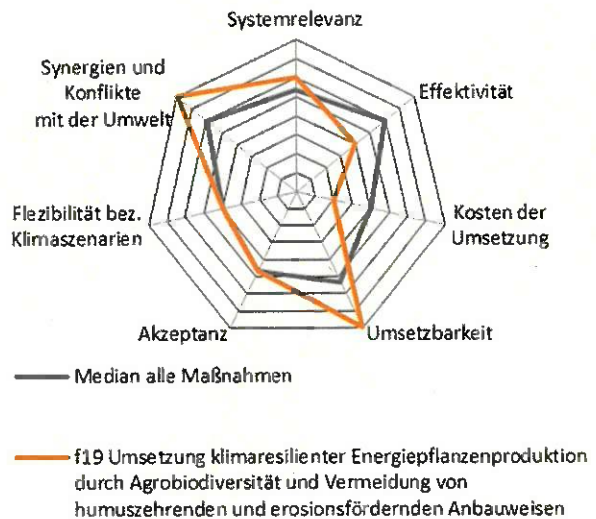 Systemrelevanz
Synergien und
Konflikte
mit der Umwelt
Effektivität
Flezibilität bez.
Klimaszenarien
Kosten der
Umsetzung
Akzeptanz
Umsetzbarkeit
Median alle Maßnahmen
f19 Umsetzung klimaresilienter Energiepflanzenproduktion
durch Agrobiodiversität und Vermeidung von
humuszehrenden und erosionsfördernden Anbauweisen